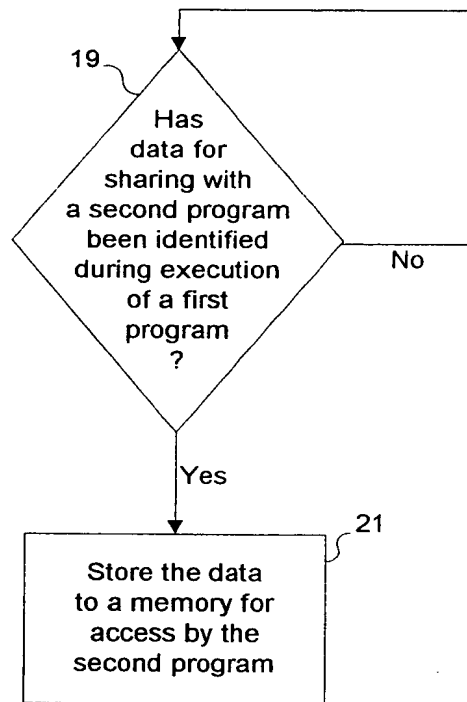 19
Has
data for
sharing with
a second program
been identified
during execution
of a first
program
?
No
Yes
21
Store the data
to a memory for
access by the
second program